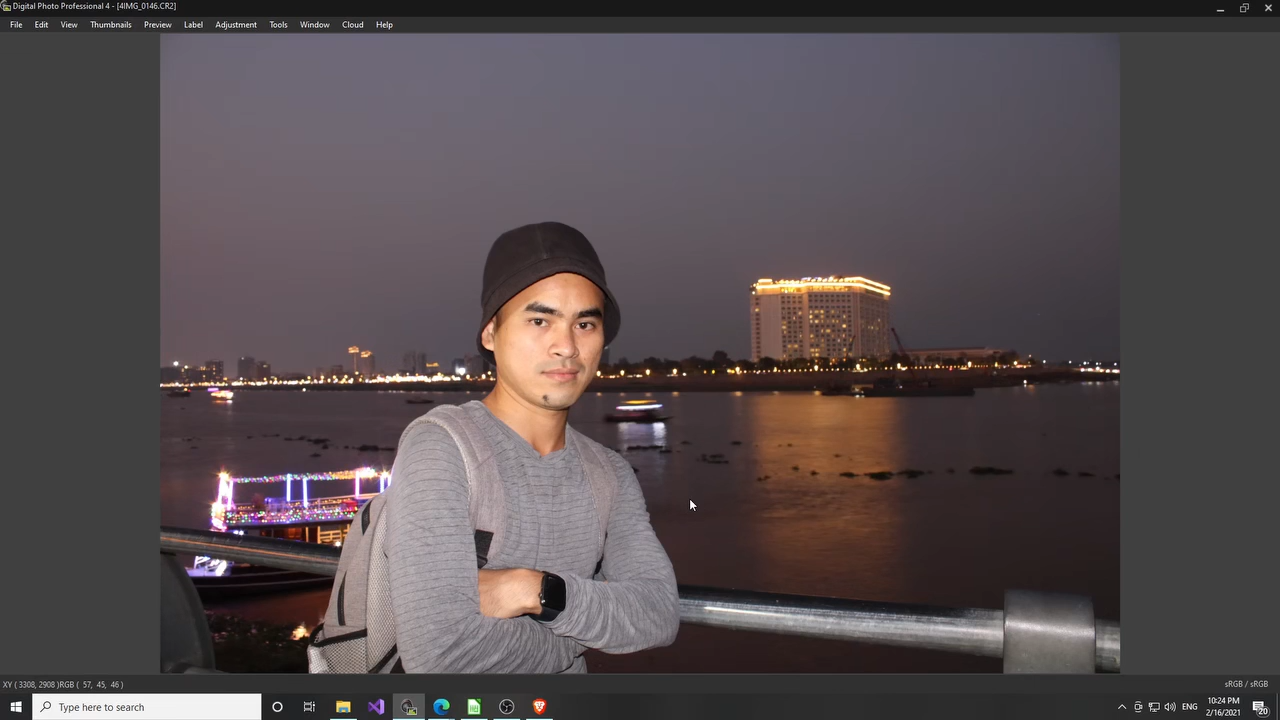 Digital Photo Professional 4 - [4IMG_0146.CR2]
File Edit View Thumbnails Preview Label Adjustment Tools Window Cloud Help
XY ( 3308, 2908 )RGB ( 57, 45, 46 )
sRGB / sRGB
Type here to search
ENG
10:24 PM
2/16/2021
20